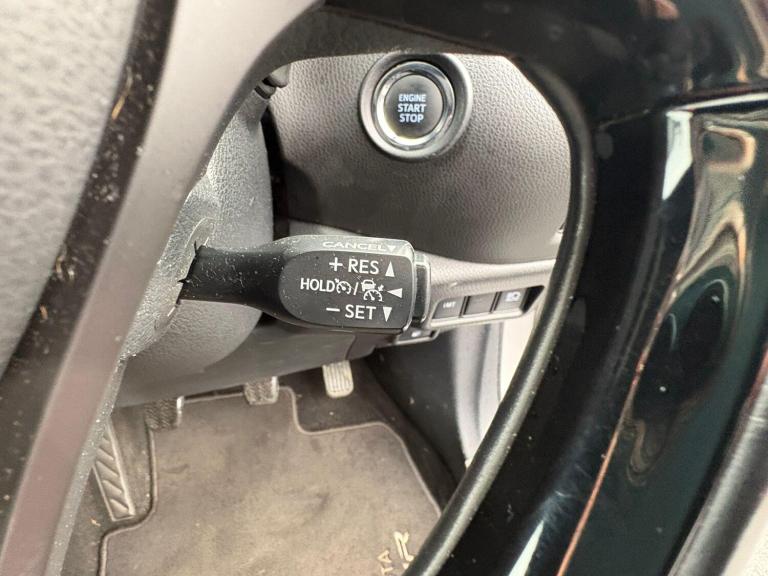 ENGINE
START
STOP
CANCEL
+ RES
HOLD /
− SET